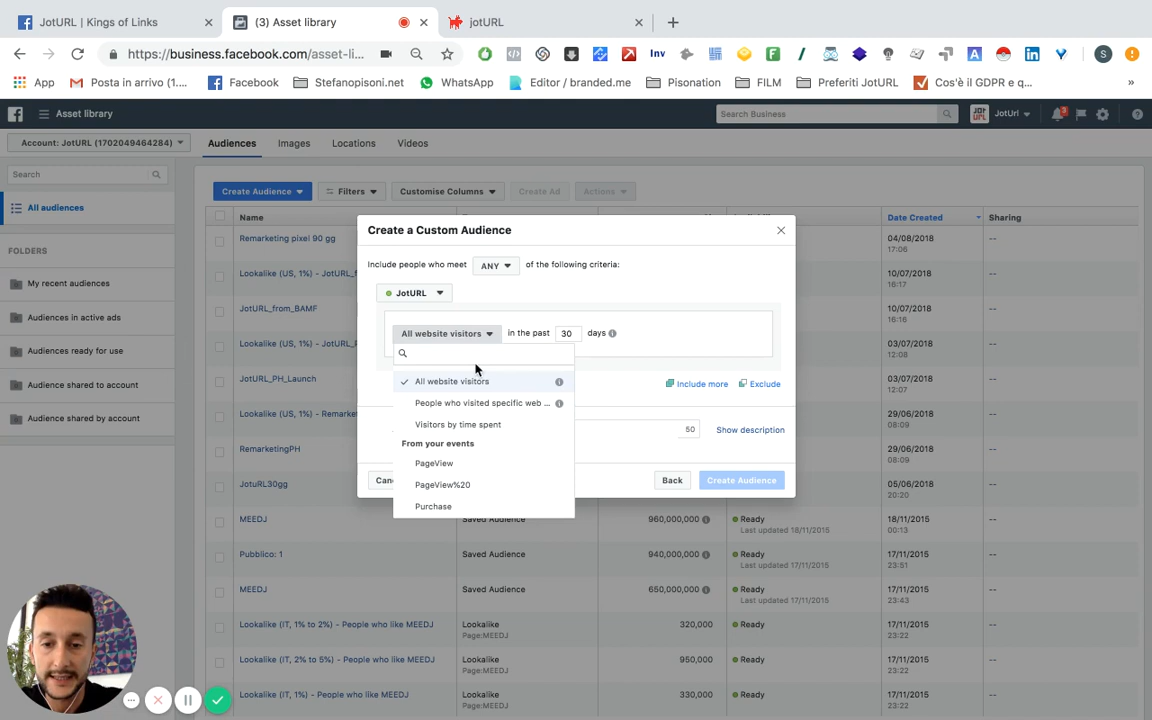 JotURL | Kings of Links
(3) Asset library
jotURL
https://business.facebook.com/asset-li...
Inv
A
S
App
Posta in arrivo (1....
Facebook
Stefanopisoni.net
WhatsApp
Editor / branded.me
Pisonation
FILM
Preferiti JotURL
Cos'è il GDPR e q...
»
Asset library
Search Business
JotUrl
Account: JotURL (1702049464284)
Audiences
Images
Locations
Videos
Search
Create Audience
Filters
Customise Columns
Create Ad
Actions
All audiences
FOLDERS
My recent audiences
Audiences in active ads
Audiences ready for use
Audience shared to account
Audience shared by account
Name
Date Created
Sharing
Remarketing pixel 90 gg
04/08/2018
17:06
--
Lookalike (US, 1%) - JotURL_f
10/07/2018
16:17
--
JotURL_from_BAMF
10/07/2018
16:16
--
Lookalike (US, 1%) - JotURL_P
03/07/2018
12:08
--
JotURL_PH_Launch
03/07/2018
12:07
--
Lookalike (US, 1%) - Remarke
29/06/2018
08:09
--
RemarketingPH
29/06/2018
08:09
--
JotuRL30gg
05/06/2018
20:20
--
MEEDJ
Saved Audience
960,000,000
Ready
Last updated 18/11/2015
18/11/2015
00:13
--
Pubblico: 1
Saved Audience
940,000,000
Ready
Last updated 17/11/2015
17/11/2015
23:51
--
MEEDJ
Saved Audience
650,000,000
Ready
Last updated 17/11/2015
17/11/2015
23:43
--
Lookalike (IT, 1% to 2%) - People who like MEEDJ
Lookalike
Page:MEEDJ
320,000
Ready
17/11/2015
23:22
--
Lookalike (IT, 2% to 5%) - People who like MEEDJ
Lookalike
Page:MEEDJ
950,000
Ready
17/11/2015
23:22
--
Lookalike (IT, 1%) - People who like MEEDJ
Lookalike
Page:MEEDJ
330,000
Ready
17/11/2015
23:22
--
Create a Custom Audience
Include people who meet ANY of the following criteria:
JotURL
All website visitors in the past 30 days
All website visitors
People who visited specific web ...
Visitors by time spent
From your events
PageView
PageView%20
Purchase
Include more
Exclude
50
Show description
Back
Create Audience